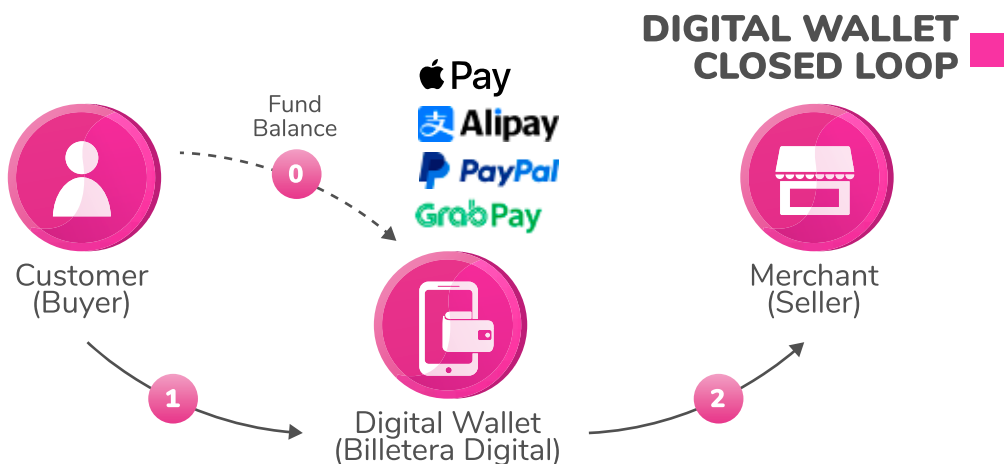 DIGITAL WALLET
CLOSED LOOP
Pay
Fund
Balance
Alipay
0
PayPal
GrabPay
Customer
(Buyer)
Merchant
(Seller)
1
2
Digital Wallet
(Billetera Digital)